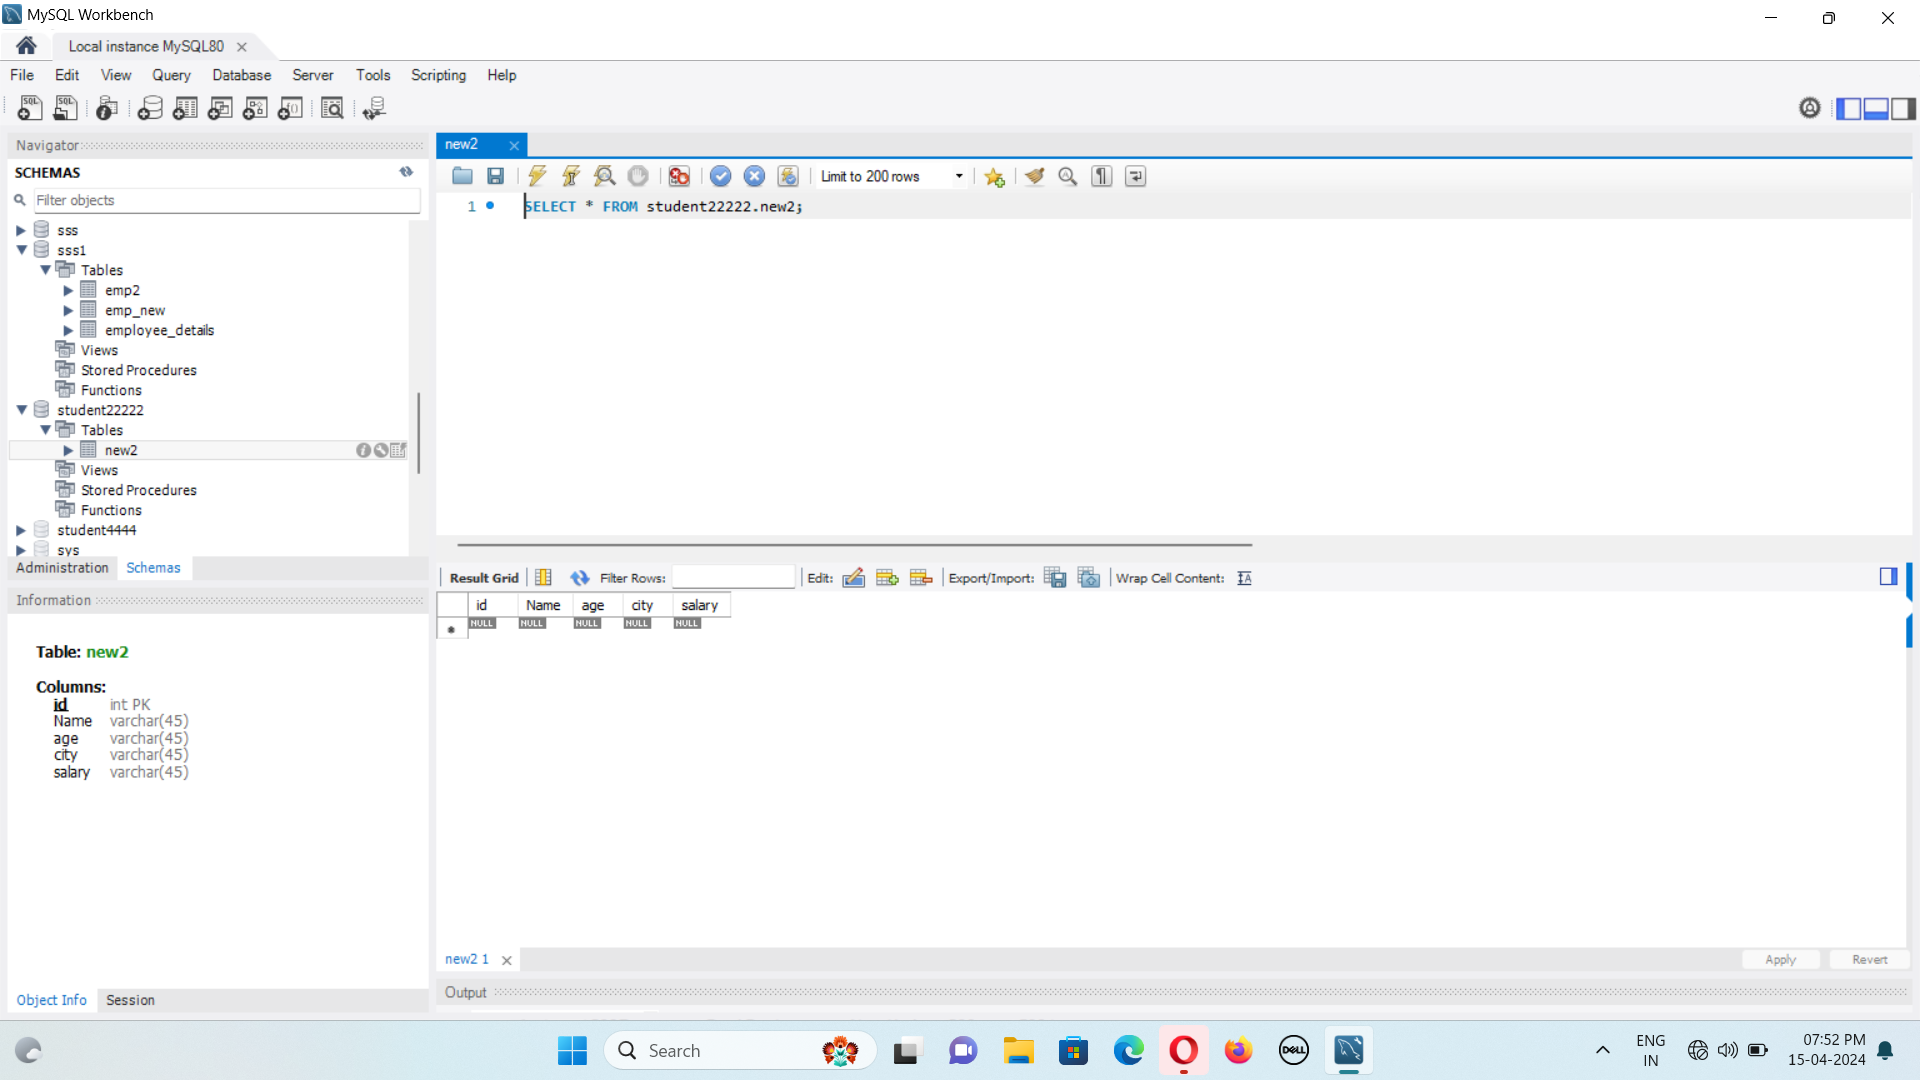 MySQL Workbench
Local instance MySQL80
File Edit View Query Database Server Tools Scripting Help
Navigator
SCHEMAS
Filter objects
sss
sss1
Tables
emp2
emp_new
employee_details
Views
Stored Procedures
Functions
student22222
Tables
new2
Views
Stored Procedures
Functions
student4444
sys
Administration Schemas
Information
Table: new2
Columns:
id int PK
Name varchar(45)
age varchar(45)
city varchar(45)
salary varchar(45)
Object Info Session
new2
Limit to 200 rows
1 SELECT * FROM student22222.new2;
Result Grid Filter Rows: Edit: Export/Import: Wrap Cell Content:
id Name age city salary
NULL NULL NULL NULL NULL
new2 1
Apply Revert
Output
Search
DELL
ENG
IN
07:52 PM
15-04-2024